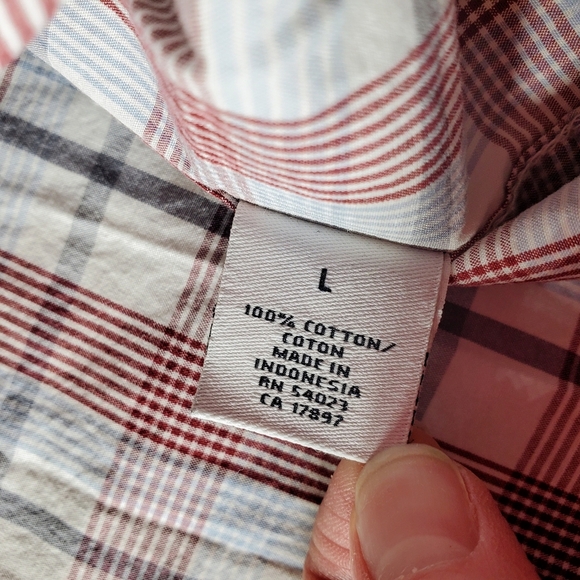 L
100% COTTON/
COTON
MADE IN
INDONESIA
RN 54023
CA 17897